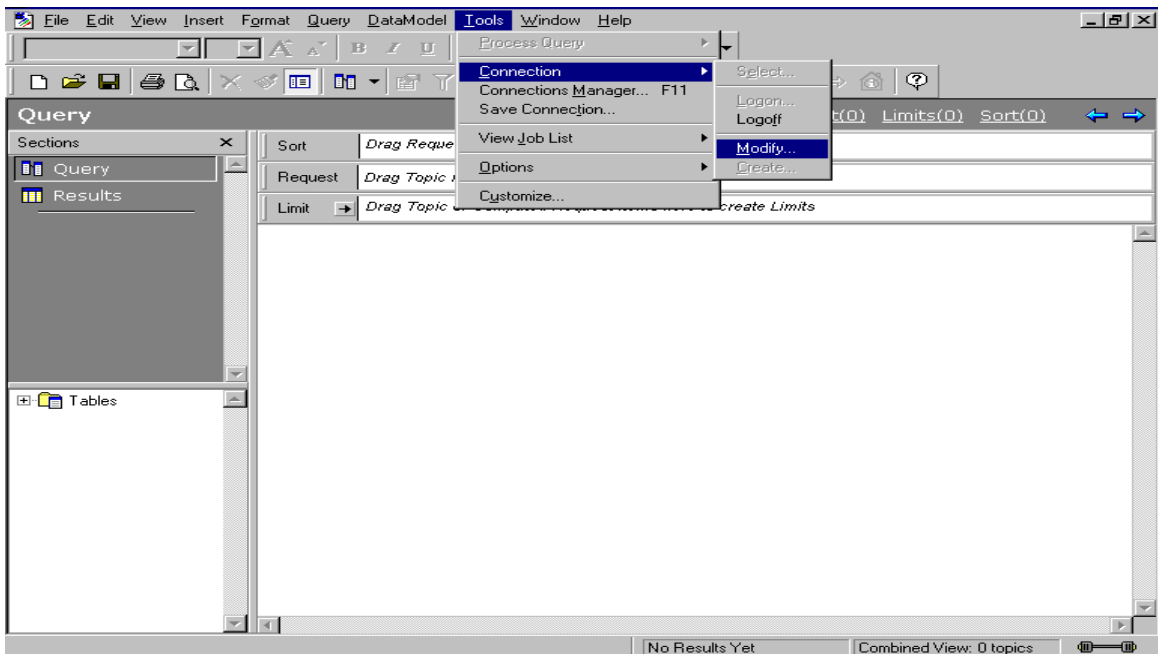 File Edit View Insert Format Query DataModel Tools Window Help
B I U
Process Query
Connection
Connections Manager... F11
Save Connection...
View Job List
Options
Customize...
Select...
Logon...
Logoff
Modify...
Create...
Query
Limits(0) Sort(0)
Sections
Query
Results
Sort Drag
Request Drag Topic
Limit Drag Topic create Limits
Tables
No Results Yet
Combined View: 0 topics